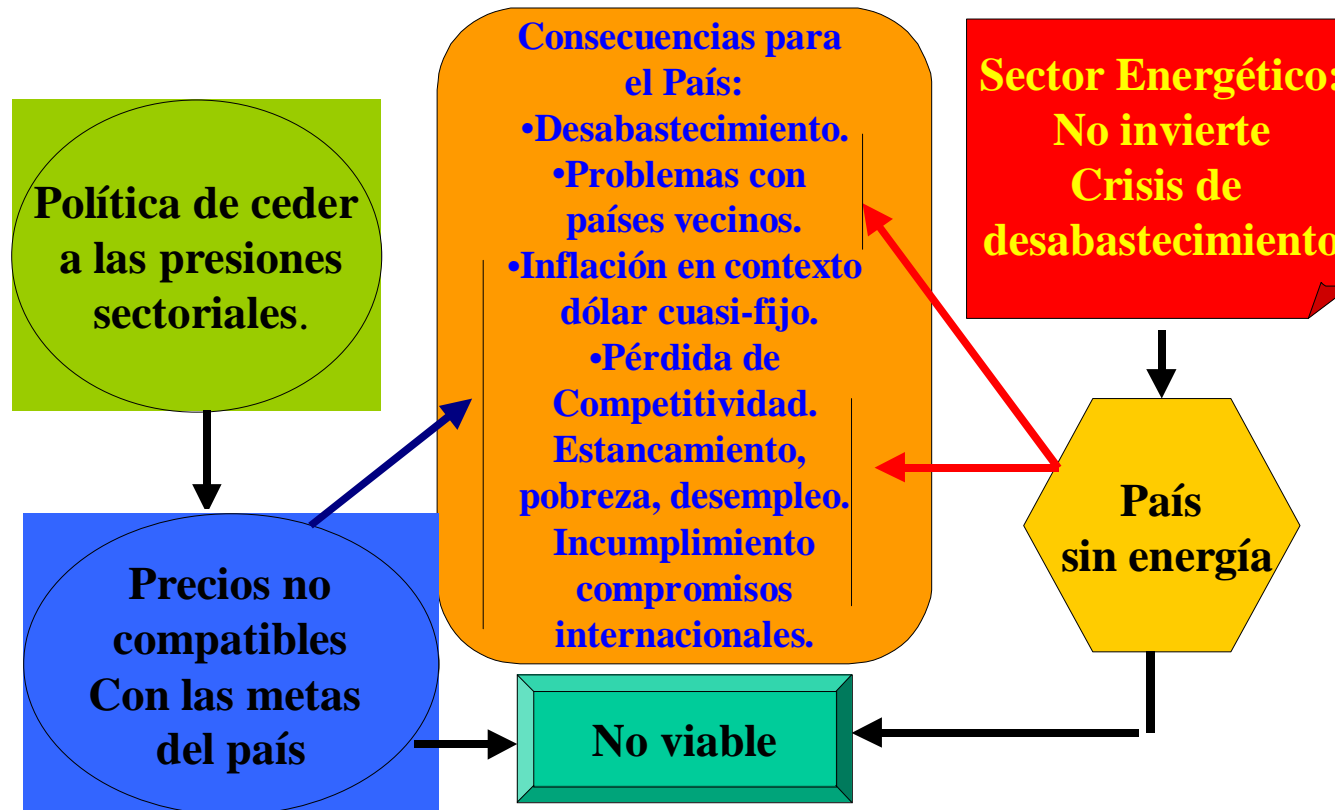 Política de ceder
a las presiones
sectoriales.
Precios no
compatibles
Con las metas
del país
Consecuencias para
el País:
•Desabastecimiento.
•Problemas con
países vecinos.
•Inflación en contexto
dólar cuasi-fijo.
•Pérdida de
Competitividad.
Estancamiento,
pobreza, desempleo.
Incumplimiento
compromisos
internacionales.
No viable
Sector Energético:
No invierte
Crisis de
desabastecimiento
País
sin energía